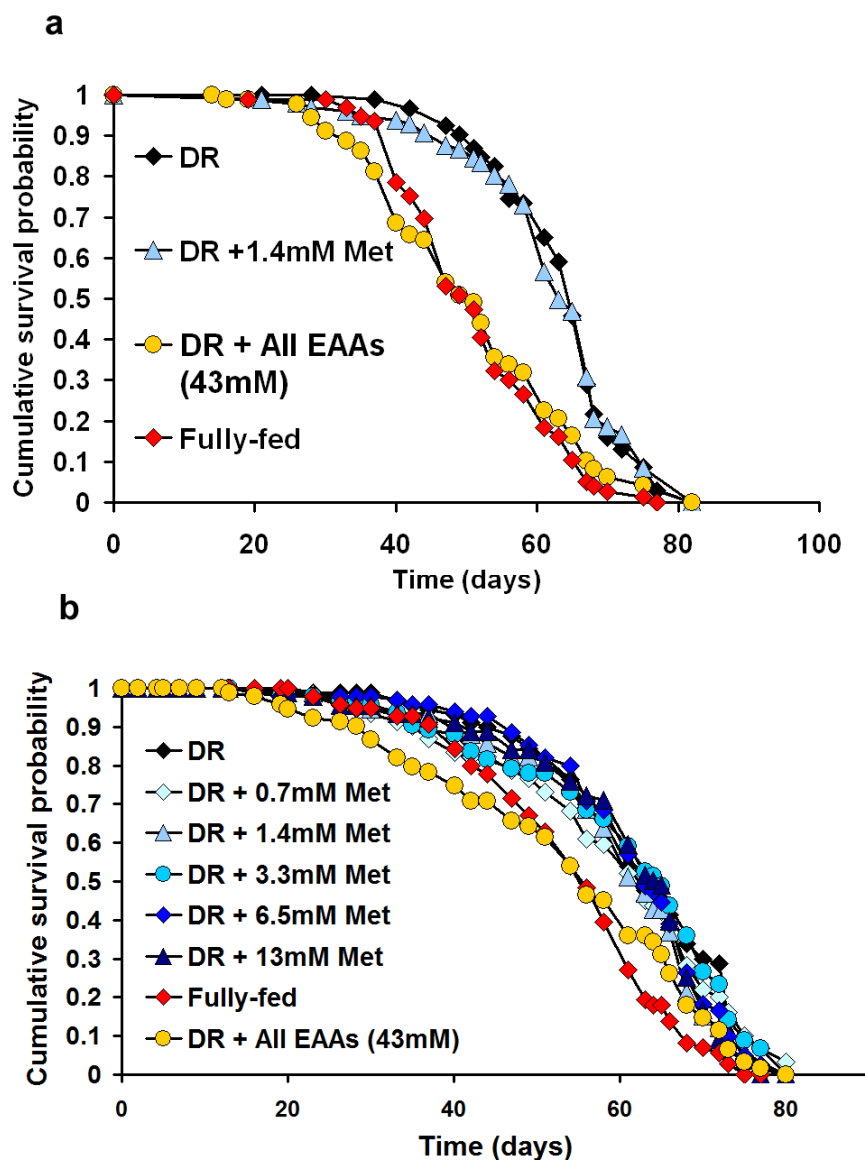 a
Cumulative survival probability
1
0.9
0.8
0.7
0.6
0.5
0.4
0.3
0.2
0.1
0
DR
DR +1.4mM Met
DR + All EAAs
(43mM)
Fully-fed
0 20 40 60 80 100
Time (days)
b
Cumulative survival probability
1
0.9
0.8
0.7
0.6
0.5
0.4
0.3
0.2
0.1
0
DR
DR + 0.7mM Met
DR + 1.4mM Met
DR + 3.3mM Met
DR + 6.5mM Met
DR + 13mM Met
Fully-fed
DR + All EAAs (43mM)
0 20 40 60 80
Time (days)